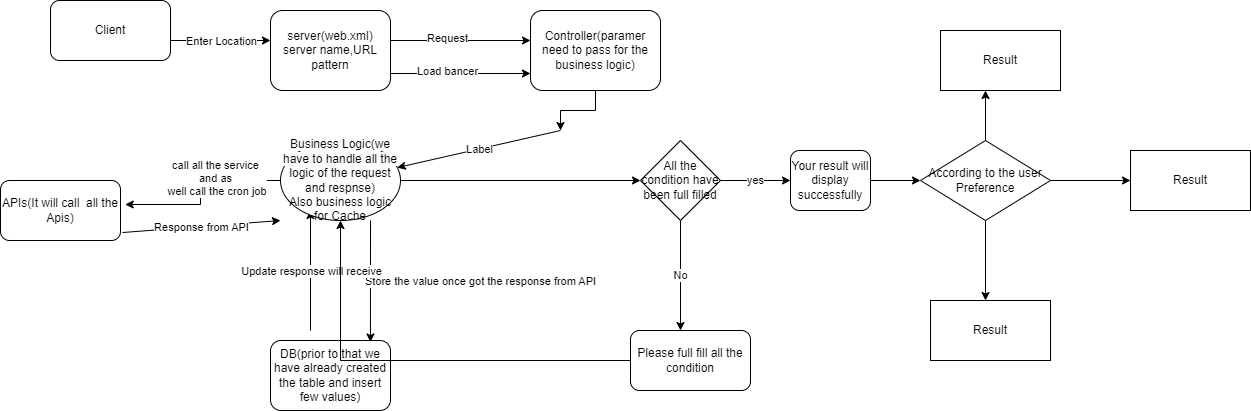 Client
Enter Location
server(web.xml)
server name,URL
pattern
Request
Load bancer
Controller(paramer
need to pass for the
business logic)
Label
Business Logic(we
have to handle all the
logic of the request
and respnse)
Also business logic
for Cache
call all the service
and as
well call the cron job
APIs(It will call  all the
Apis)
Response from API
All the
condition have
been full filled
yes
Your result will
display
successfully
According to the user
Preference
Result
Result
Result
No
Update response will receive
Store the value once got the response from API
DB(prior to that we
have already created
the table and insert
few values)
Please full fill all the
condition